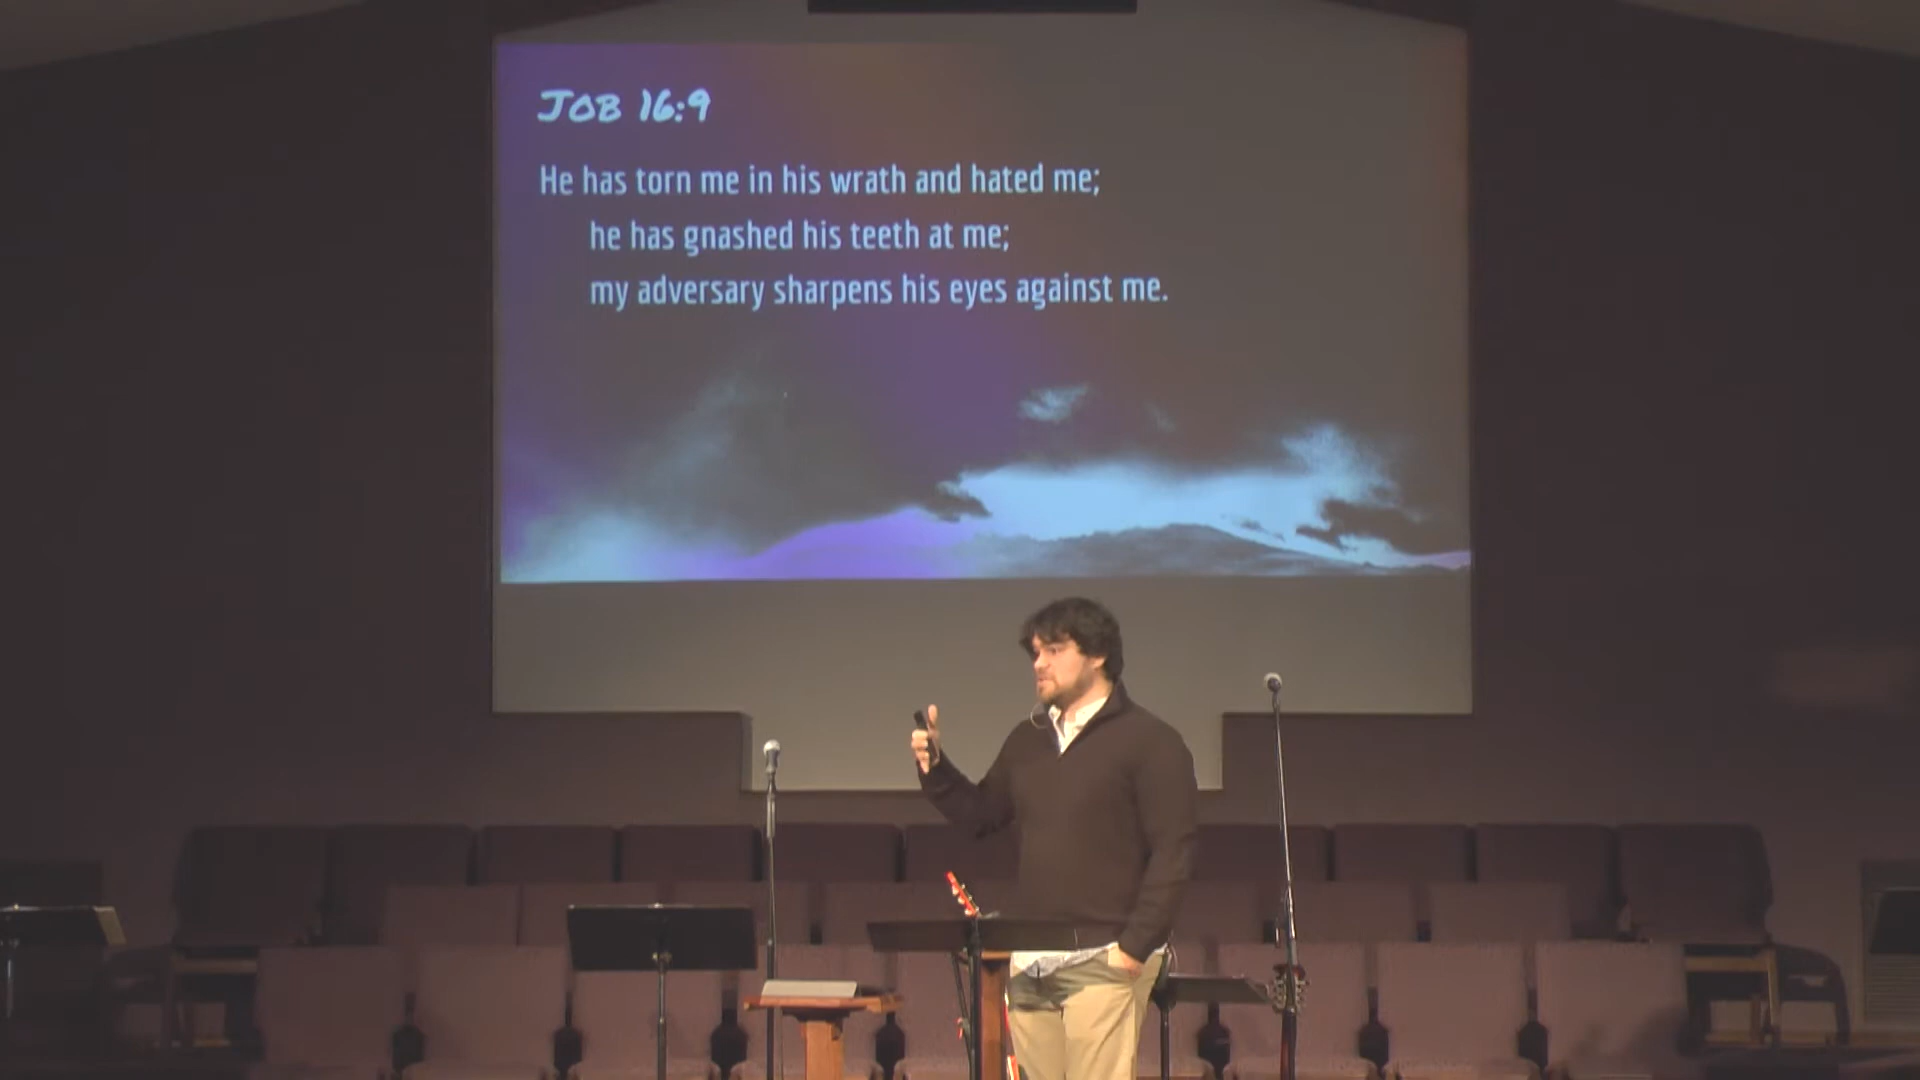 Job 16:9
He has torn me in his wrath and hated me;
he has gnashed his teeth at me;
my adversary sharpens his eyes against me.